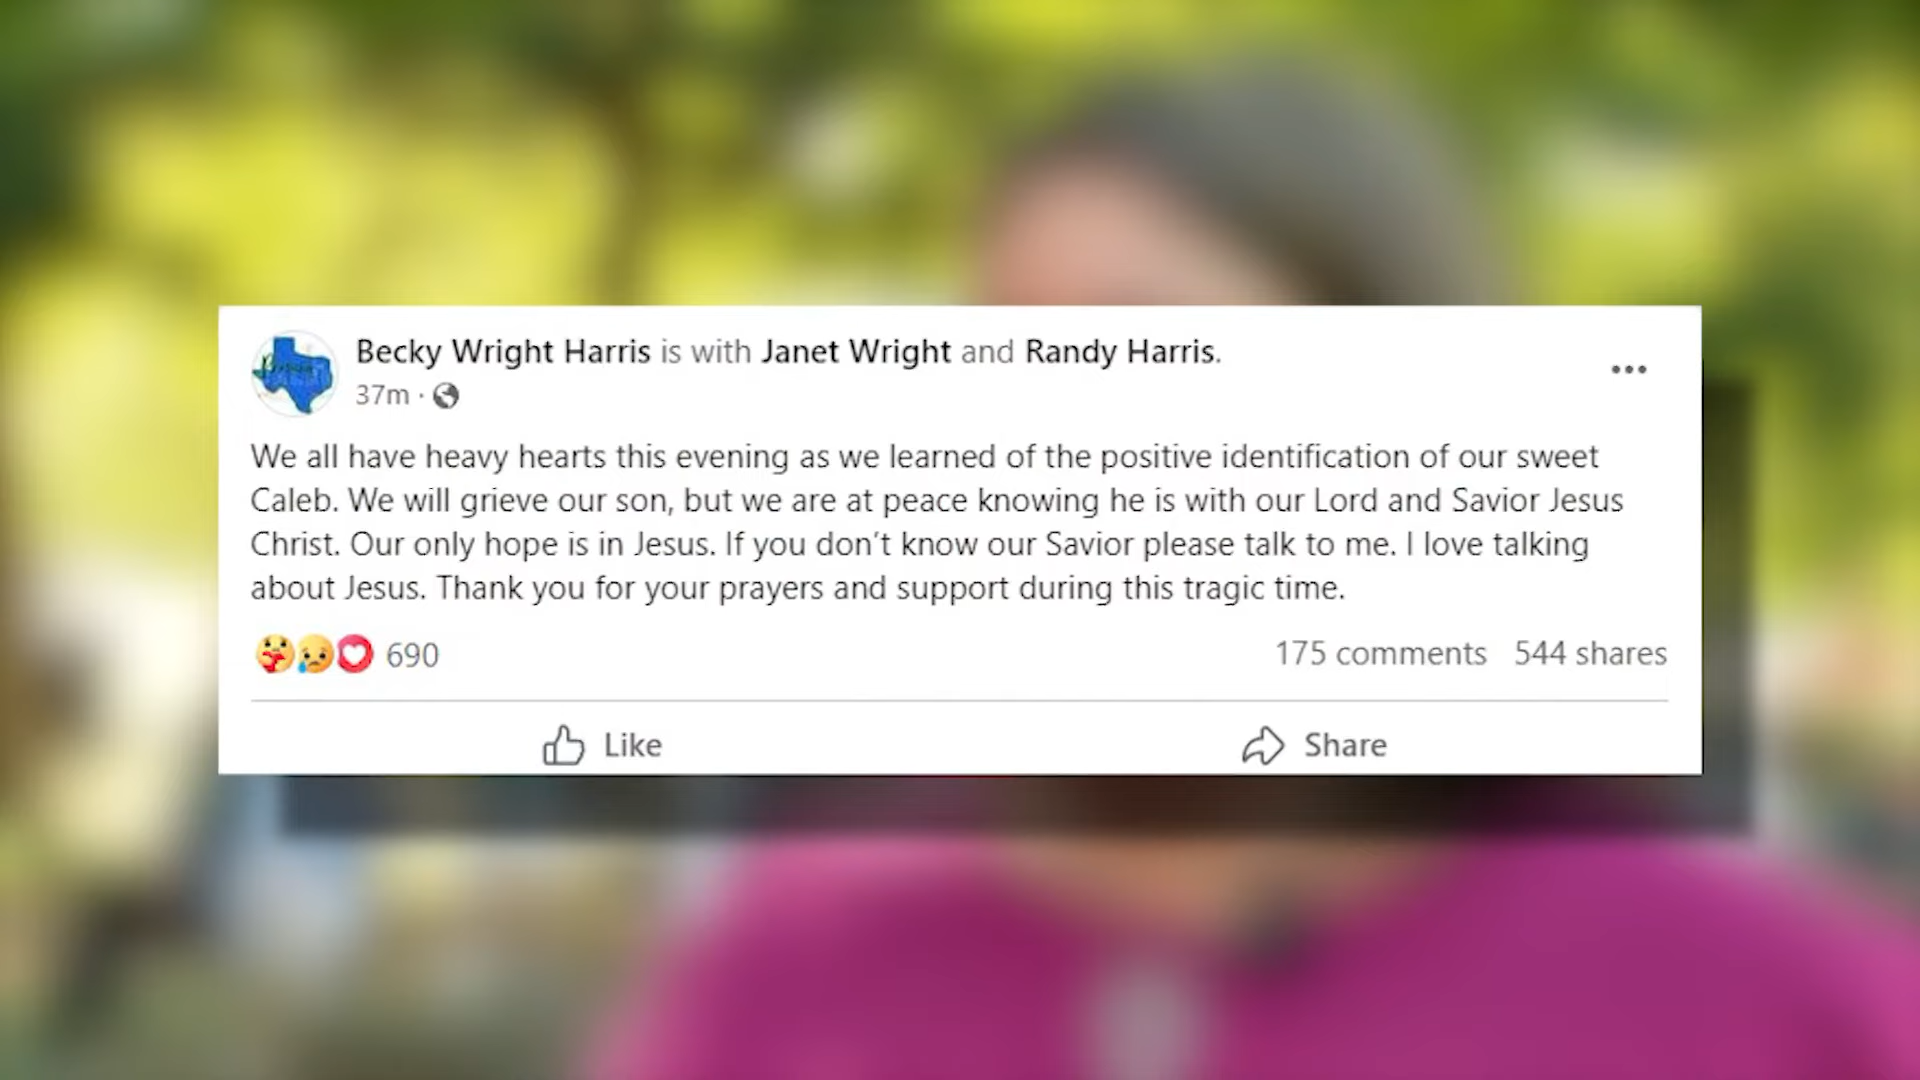 Becky Wright Harris is with Janet Wright and Randy Harris.
37m ·
We all have heavy hearts this evening as we learned of the positive identification of our sweet
Caleb. We will grieve our son, but we are at peace knowing he is with our Lord and Savior Jesus
Christ. Our only hope is in Jesus. If you don’t know our Savior please talk to me. I love talking
about Jesus. Thank you for your prayers and support during this tragic time.
690 175 comments 544 shares
Like Share